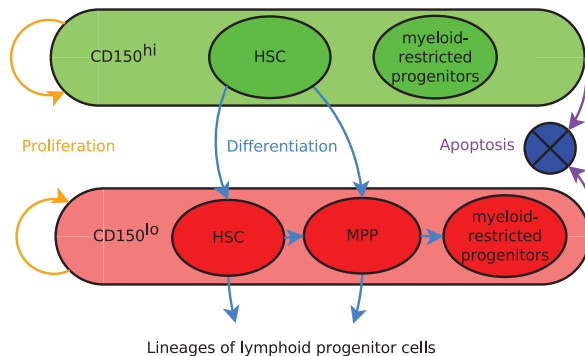 CD150hi
HSC
myeloid-
restricted
progenitors
Proliferation
Differentiation
Apoptosis
CD150lo
HSC
MPP
myeloid-
restricted
progenitors
Lineages of lymphoid progenitor cells